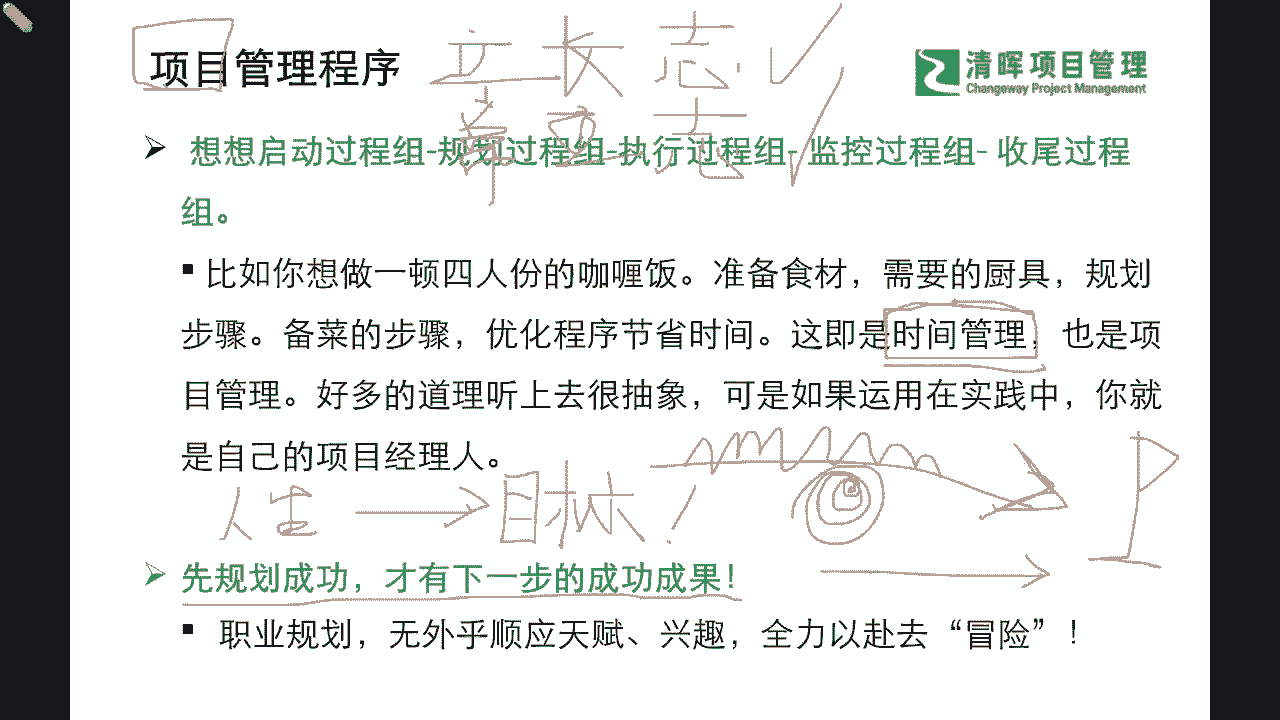 项目管理程序
立长志
常立志
清晖项目管理
Changeway Project Management
想想启动过程组-规划过程组-执行过程组- 监控过程组- 收尾过程
组。
比如你想做一顿四人份的咖喱饭。准备食材，需要的厨具，规划
步骤。备菜的步骤，优化程序节省时间。这即是时间管理，也是项
目管理。好多的道理听上去很抽象，可是如果运用在实践中，你就
是自己的项目经理人。
人生 → 目标！
先规划成功，才有下一步的成功成果！
职业规划，无外乎顺应天赋、兴趣，全力以赴去“冒险”！